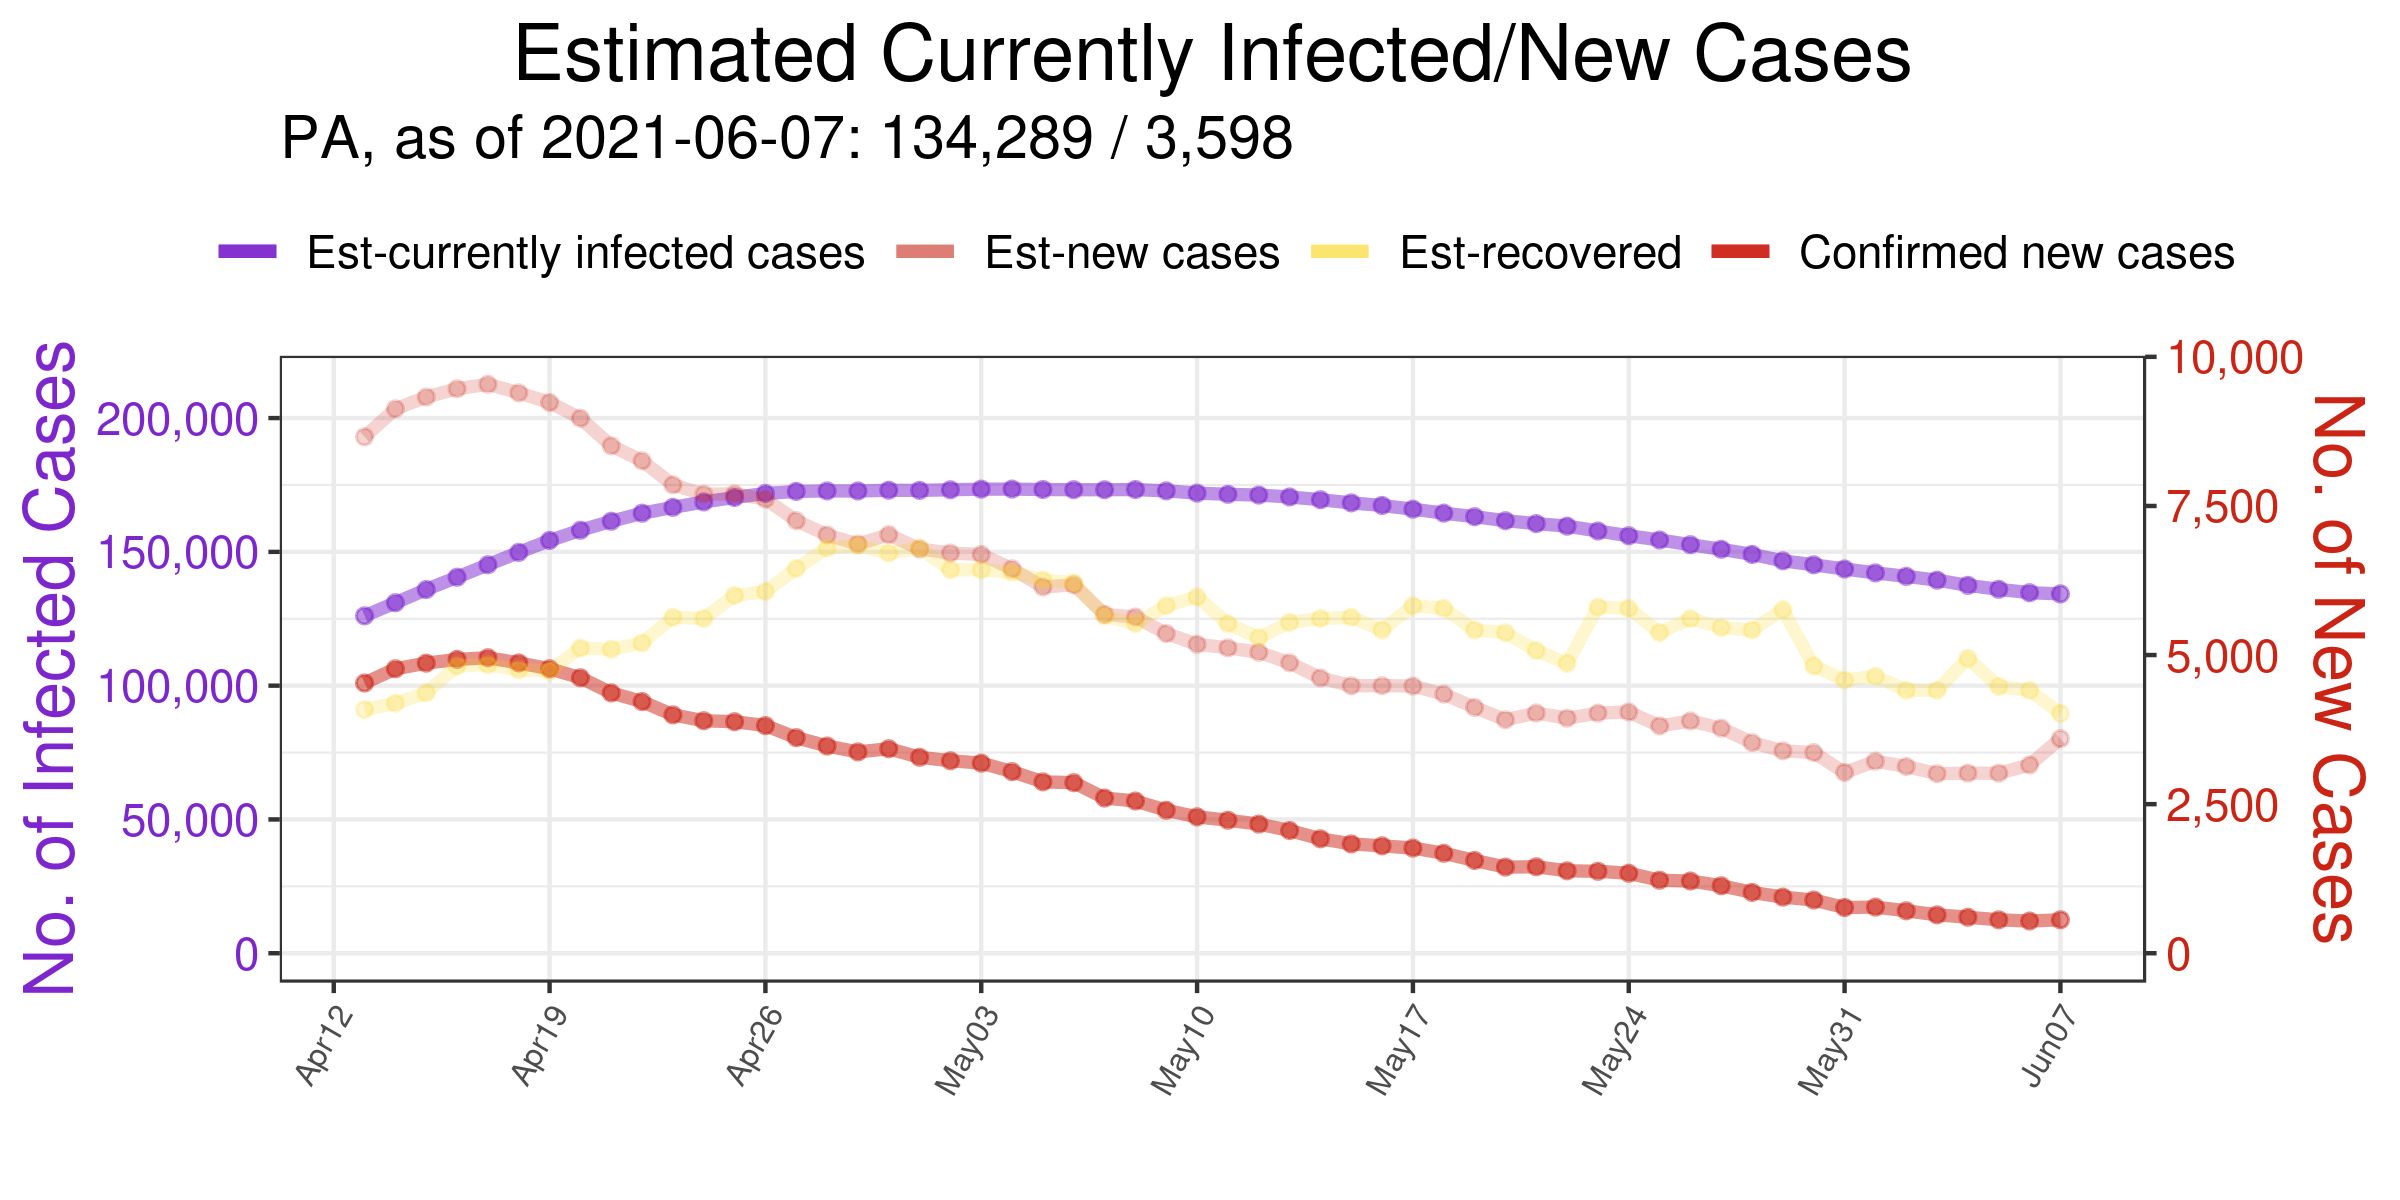 Estimated Currently Infected/New Cases
PA, as of 2021-06-07: 134,289 / 3,598
Est-currently infected cases Est-new cases Est-recovered Confirmed new cases
No. of Infected Cases
200,000
150,000
100,000
50,000
0
10,000
7,500
5,000
2,500
0
No. of New Cases
Apr12 Apr19 Apr26 May03 May10 May17 May24 May31 Jun07